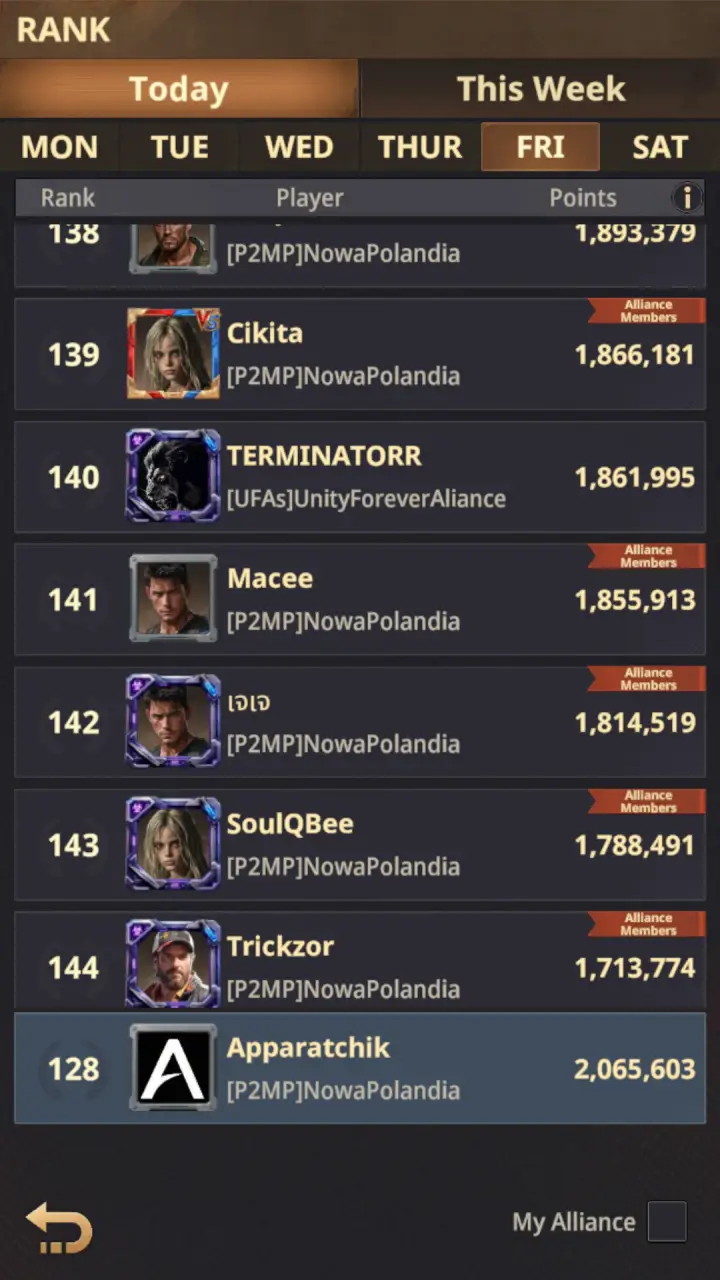 RANK
Today
This Week
MON TUE WED THUR FRI SAT
Rank Player Points i
138
1,893,379
[P2MP]NowaPolandia
Alliance
Members
139
Cikita
1,866,181
[P2MP]NowaPolandia
140
TERMINATORR
1,861,995
[UFAs]UnityForeverAliance
Alliance
Members
141
Macee
1,855,913
[P2MP]NowaPolandia
Alliance
Members
142
เจเจ
1,814,519
[P2MP]NowaPolandia
Alliance
Members
143
SoulQBee
1,788,491
[P2MP]NowaPolandia
Alliance
Members
144
Trickzor
1,713,774
[P2MP]NowaPolandia
128
Apparatchik
2,065,603
[P2MP]NowaPolandia
My Alliance